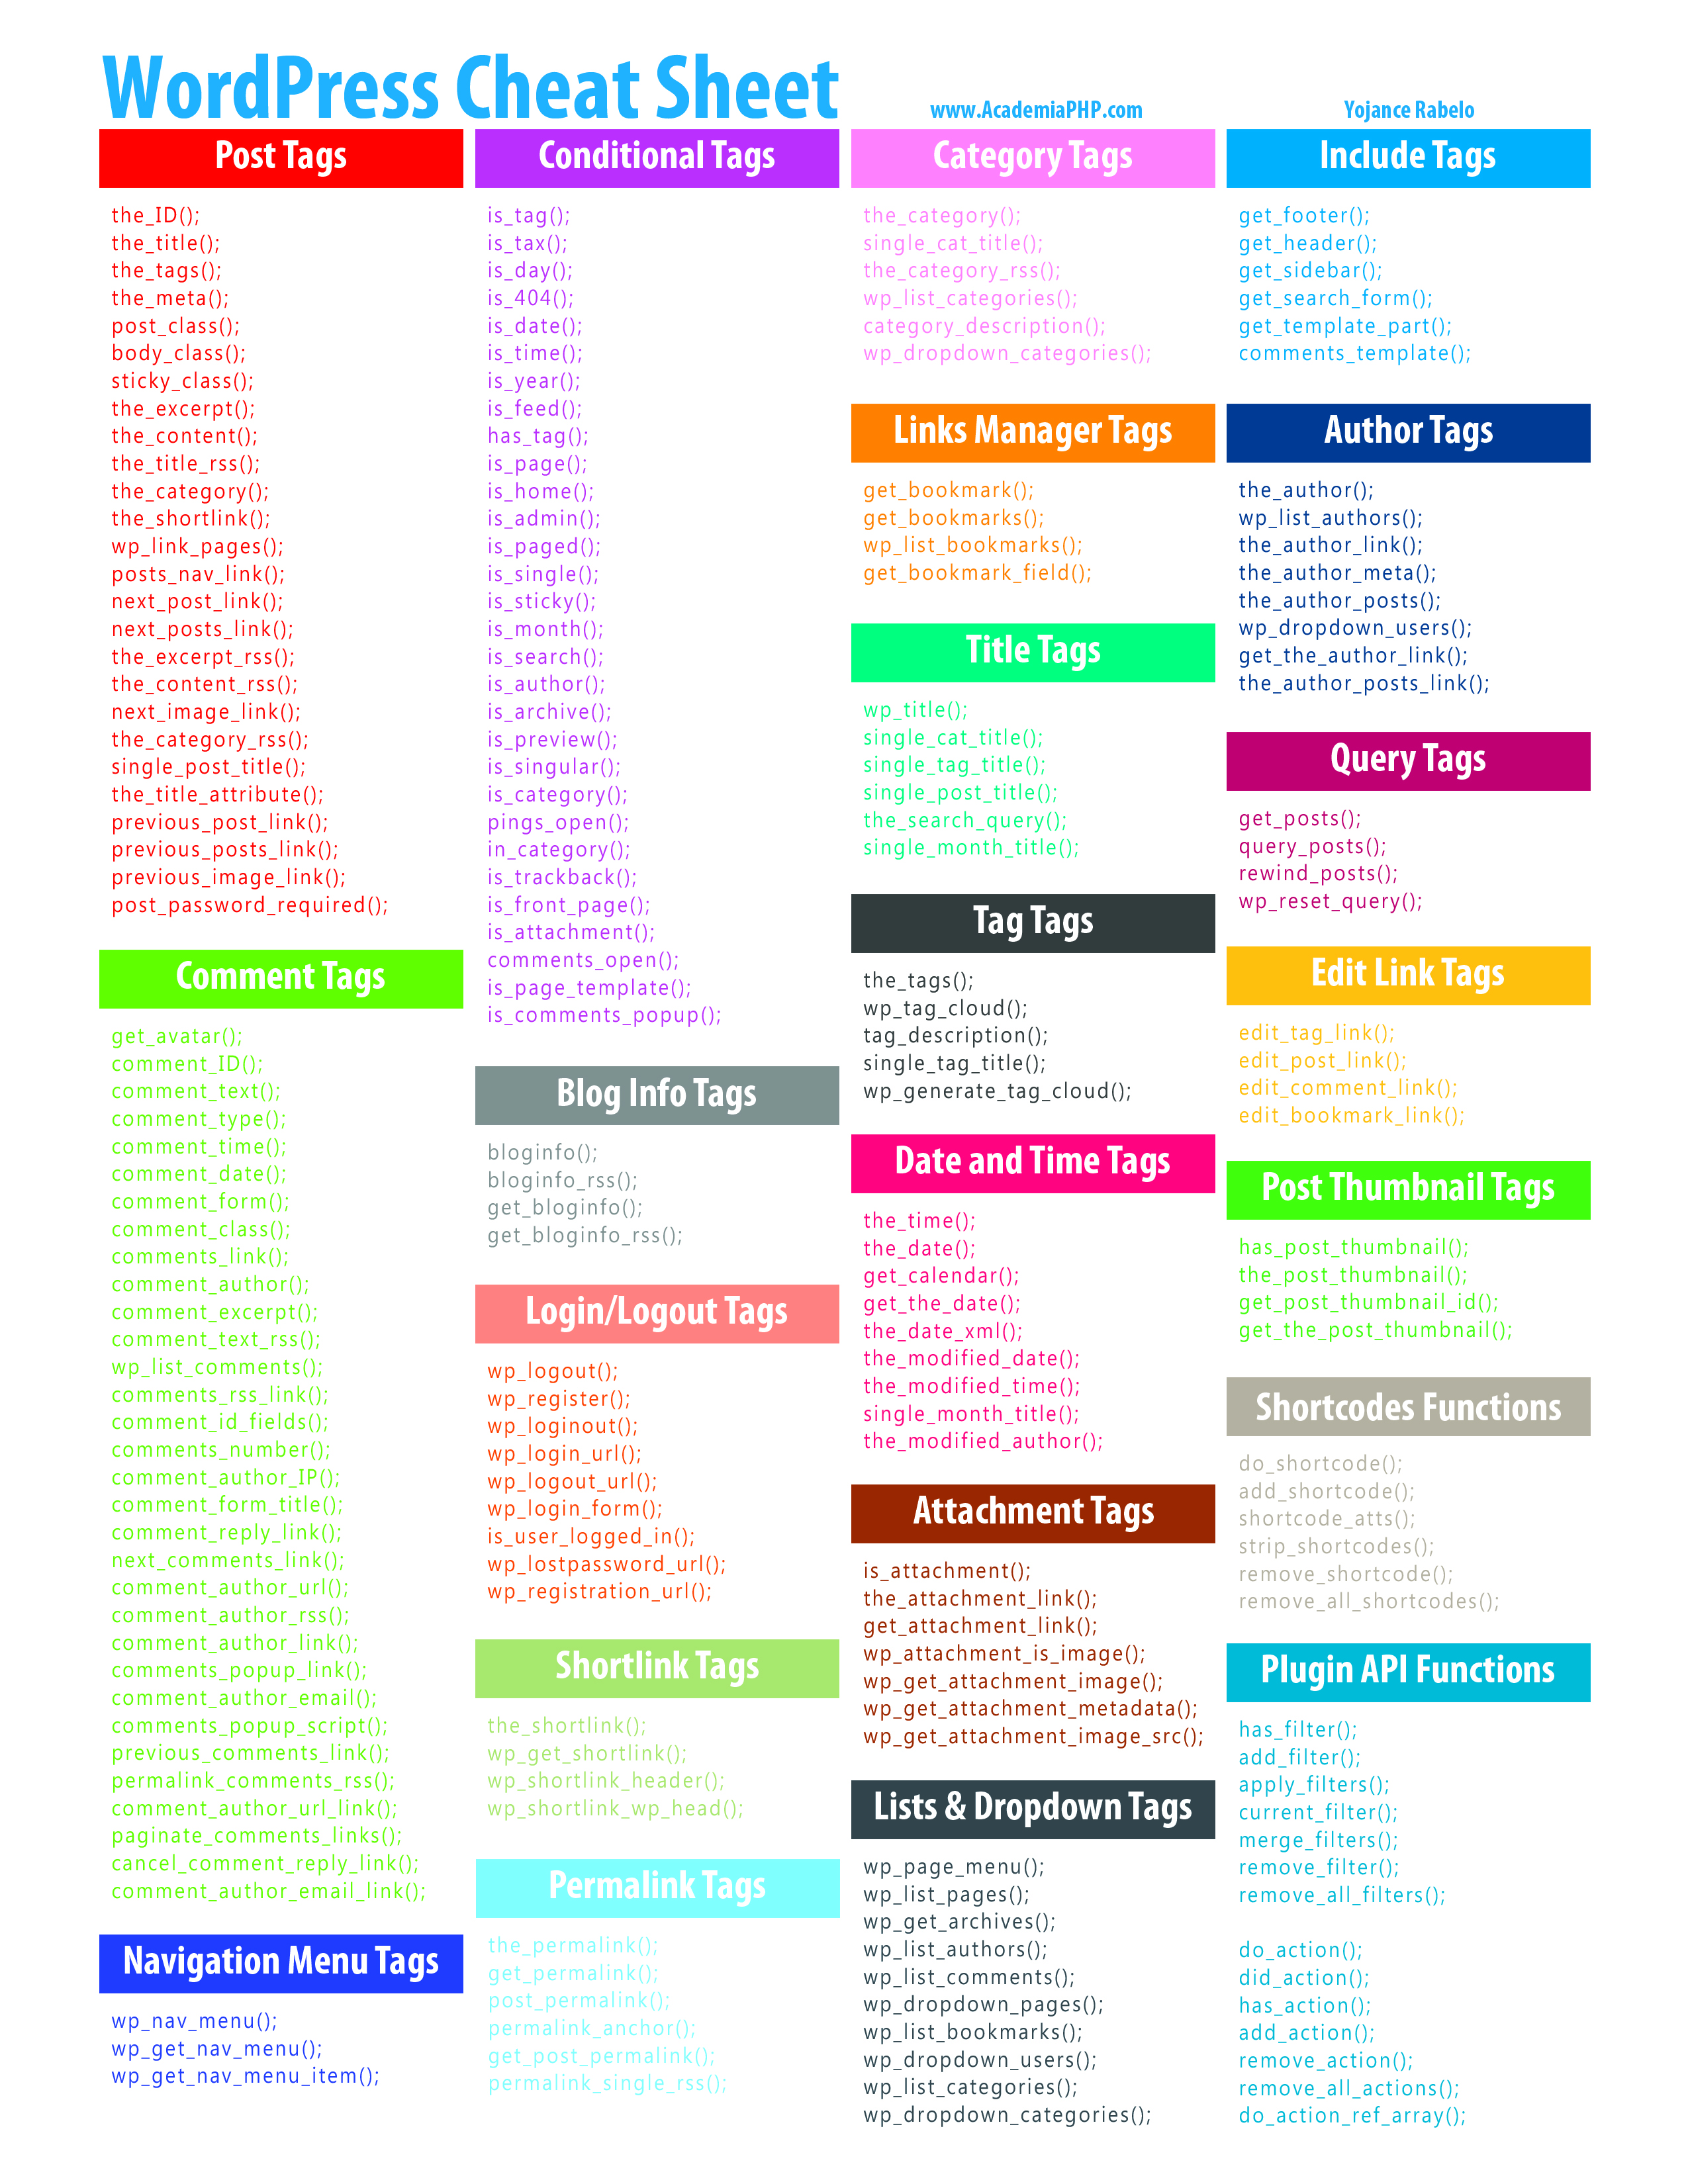 WordPress Cheat Sheet
www.AcademiaPHP.com
Yojance Rabelo
Post Tags
the_ID();
the_title();
the_tags();
the_meta();
post_class();
body_class();
sticky_class();
the_excerpt();
the_content();
the_title_rss();
the_category();
the_shortlink();
wp_link_pages();
posts_nav_link();
next_post_link();
next_posts_link();
the_excerpt_rss();
the_content_rss();
next_image_link();
the_category_rss();
single_post_title();
the_title_attribute();
previous_post_link();
previous_posts_link();
previous_image_link();
post_password_required();
Comment Tags
get_avatar();
comment_ID();
comment_text();
comment_type();
comment_time();
comment_date();
comment_form();
comment_class();
comments_link();
comment_author();
comment_excerpt();
comment_text_rss();
wp_list_comments();
comments_rss_link();
comment_id_fields();
comments_number();
comment_author_IP();
comment_form_title();
comment_reply_link();
next_comments_link();
comment_author_url();
comment_author_rss();
comment_author_link();
comments_popup_link();
comment_author_email();
comments_popup_script();
previous_comments_link();
permalink_comments_rss();
comment_author_url_link();
paginate_comments_links();
cancel_comment_reply_link();
comment_author_email_link();
Navigation Menu Tags
wp_nav_menu();
wp_get_nav_menu();
wp_get_nav_menu_item();
Conditional Tags
is_tag();
is_tax();
is_day();
is_404();
is_date();
is_time();
is_year();
is_feed();
has_tag();
is_page();
is_home();
is_admin();
is_paged();
is_single();
is_sticky();
is_month();
is_search();
is_author();
is_archive();
is_preview();
is_singular();
is_category();
pings_open();
in_category();
is_trackback();
is_front_page();
is_attachment();
comments_open();
is_page_template();
is_comments_popup();
Blog Info Tags
bloginfo();
bloginfo_rss();
get_bloginfo();
get_bloginfo_rss();
Login/Logout Tags
wp_logout();
wp_register();
wp_loginout();
wp_login_url();
wp_logout_url();
wp_login_form();
is_user_logged_in();
wp_lostpassword_url();
wp_registration_url();
Shortlink Tags
the_shortlink();
wp_get_shortlink();
wp_shortlink_header();
wp_shortlink_wp_head();
Permalink Tags
the_permalink();
get_permalink();
post_permalink();
permalink_anchor();
get_post_permalink();
permalink_single_rss();
Category Tags
the_category();
single_cat_title();
the_category_rss();
wp_list_categories();
category_description();
wp_dropdown_categories();
Links Manager Tags
get_bookmark();
get_bookmarks();
wp_list_bookmarks();
get_bookmark_field();
Title Tags
wp_title();
single_cat_title();
single_tag_title();
single_post_title();
the_search_query();
single_month_title();
Tag Tags
the_tags();
wp_tag_cloud();
tag_description();
single_tag_title();
wp_generate_tag_cloud();
Date and Time Tags
the_time();
the_date();
get_calendar();
get_the_date();
the_date_xml();
the_modified_date();
the_modified_time();
single_month_title();
the_modified_author();
Attachment Tags
is_attachment();
the_attachment_link();
get_attachment_link();
wp_attachment_is_image();
wp_get_attachment_image();
wp_get_attachment_metadata();
wp_get_attachment_image_src();
Lists & Dropdown Tags
wp_page_menu();
wp_list_pages();
wp_get_archives();
wp_list_authors();
wp_list_comments();
wp_dropdown_pages();
wp_list_bookmarks();
wp_dropdown_users();
wp_list_categories();
wp_dropdown_categories();
Include Tags
get_footer();
get_header();
get_sidebar();
get_search_form();
get_template_part();
comments_template();
Author Tags
the_author();
wp_list_authors();
the_author_link();
the_author_meta();
the_author_posts();
wp_dropdown_users();
get_the_author_link();
the_author_posts_link();
Query Tags
get_posts();
query_posts();
rewind_posts();
wp_reset_query();
Edit Link Tags
edit_tag_link();
edit_post_link();
edit_comment_link();
edit_bookmark_link();
Post Thumbnail Tags
has_post_thumbnail();
the_post_thumbnail();
get_post_thumbnail_id();
get_the_post_thumbnail();
Shortcodes Functions
do_shortcode();
add_shortcode();
shortcode_atts();
strip_shortcodes();
remove_shortcode();
remove_all_shortcodes();
Plugin API Functions
has_filter();
add_filter();
apply_filters();
current_filter();
merge_filters();
remove_filter();
remove_all_filters();
do_action();
did_action();
has_action();
add_action();
remove_action();
remove_all_actions();
do_action_ref_array();